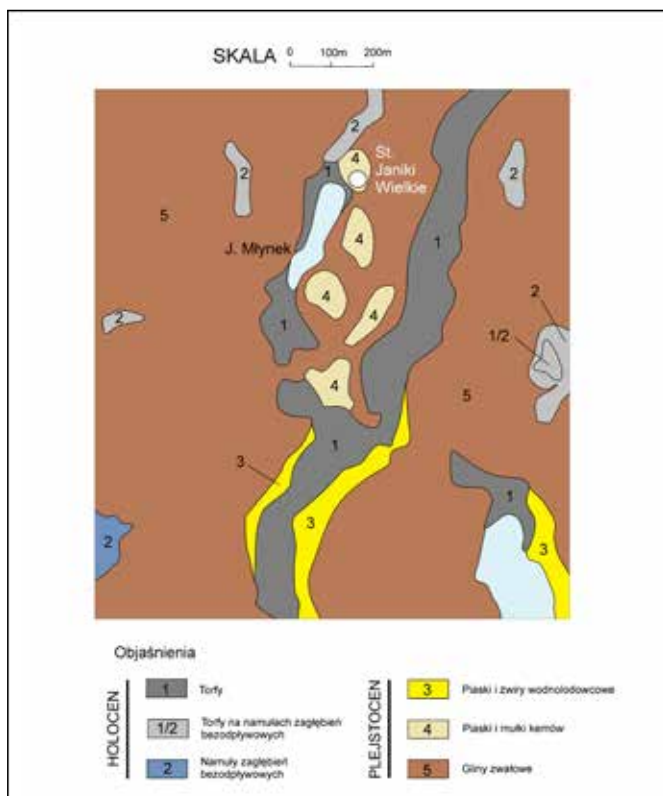 SKALA 0 100m 200m
2
4
St.
Janiki
Wielkie
2
1
2
5
4
1
J. Młynek
4
4
2
2
1
1/2
4
5
1
3
1
3
2
3
Objaśnienia
HOLOCEN
1 Torfy
1/2 Torfy na namułach zagłębień
bezodpływowych
2 Namuły zagłębień
bezodpływowych
PLEJSTOCEN
3 Piaski i żwiry wodnolodowcowe
4 Piaski i mułki kemów
5 Gliny zwałowe